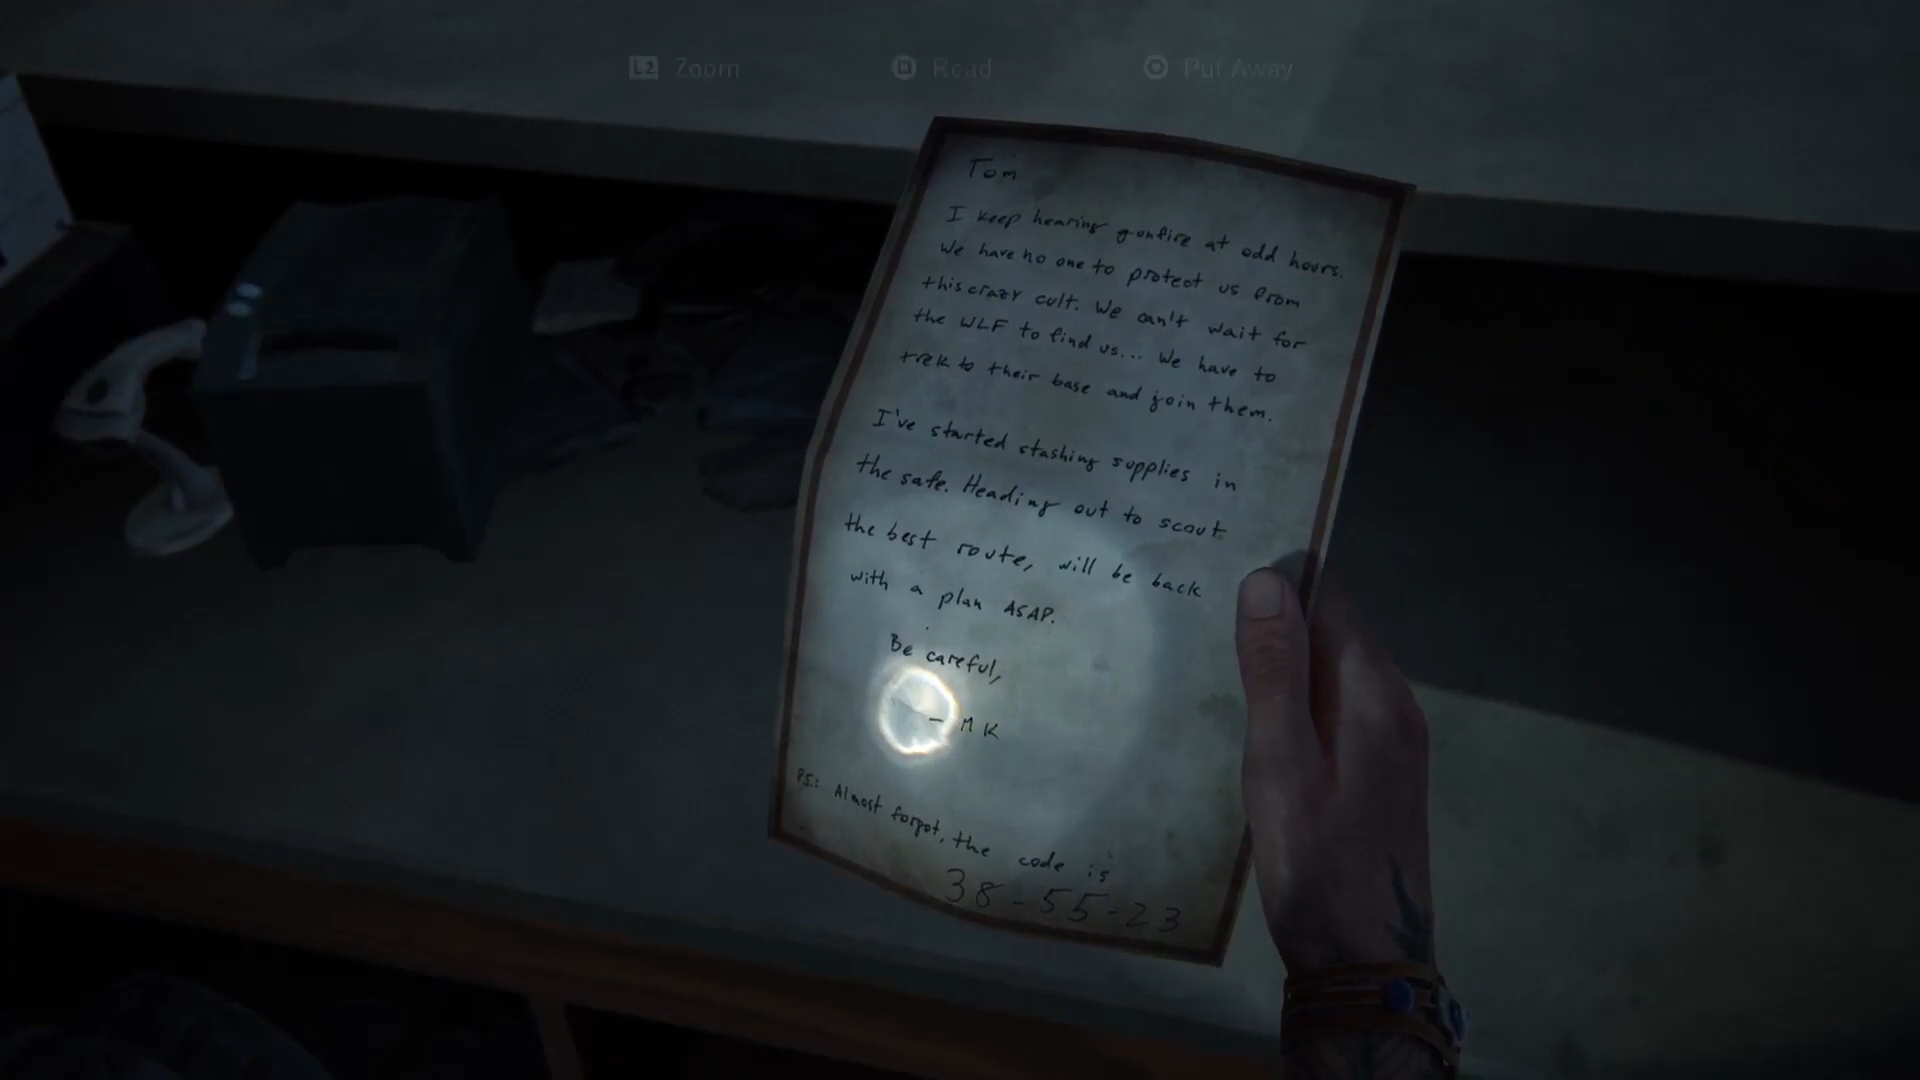 L2 Zoom Read Put Away
Tom
I keep hearing gonfire at odd hours.
We have no one to protect us from
this crazy cult. We can't wait for
the WLF to find us... We have to
trek to their base and join them.
I've started stashing supplies in
the safe. Heading out to scout
the best route, will be back
with a plan ASAP.
Be careful,
- MK
PS.: Almost forgot, the code is
38-55-23